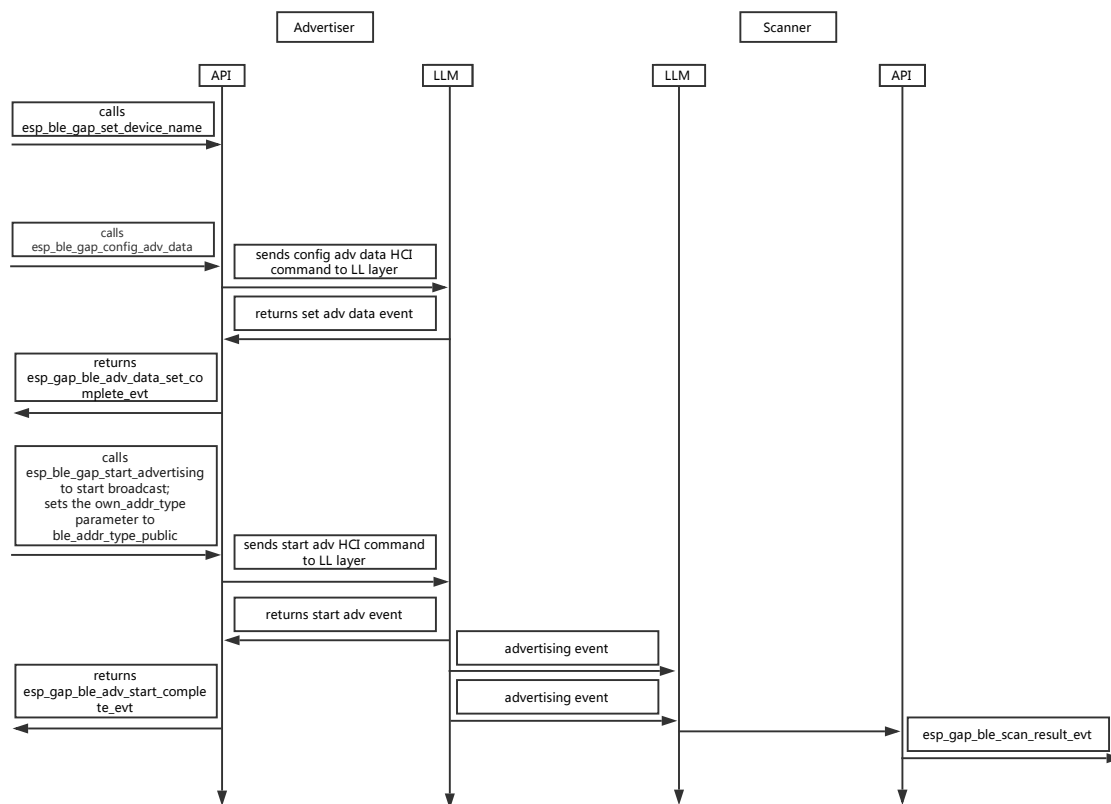 Advertiser
Scanner
API
LLM
LLM
API
calls
esp_ble_gap_set_device_name
calls
esp_ble_gap_config_adv_data
sends config adv data HCI
command to LL layer
returns set adv data event
returns
esp_gap_ble_adv_data_set_co
mplete_evt
calls
esp_ble_gap_start_advertising
to start broadcast;
sets the own_addr_type
parameter to
ble_addr_type_public
sends start adv HCI command
to LL layer
returns start adv event
advertising event
returns
esp_gap_ble_adv_start_comple
te_evt
advertising event
esp_gap_ble_scan_result_evt